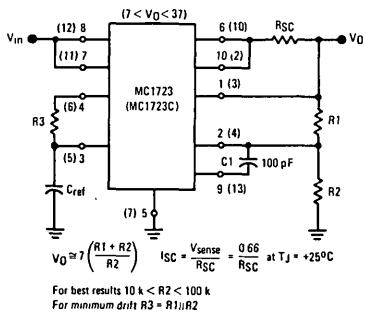 (7 < VO < 37)
Vin
(12) 8
(11) 7
(6) 4
R3
(5) 3
Cref
MC1723
(MC1723C)
(7) 5
6 (10)
10 (2)
1 (3)
2 (4)
9 (13)
RSC
VO
R1
C1
100 pF
R2
VO ≅ 7 (R1 + R2 / R2) ISC = Vsense / RSC = 0.66 / RSC at TJ = +25°C
For best results 10 k < R2 < 100 k
For minimum drift R3 = R1||R2